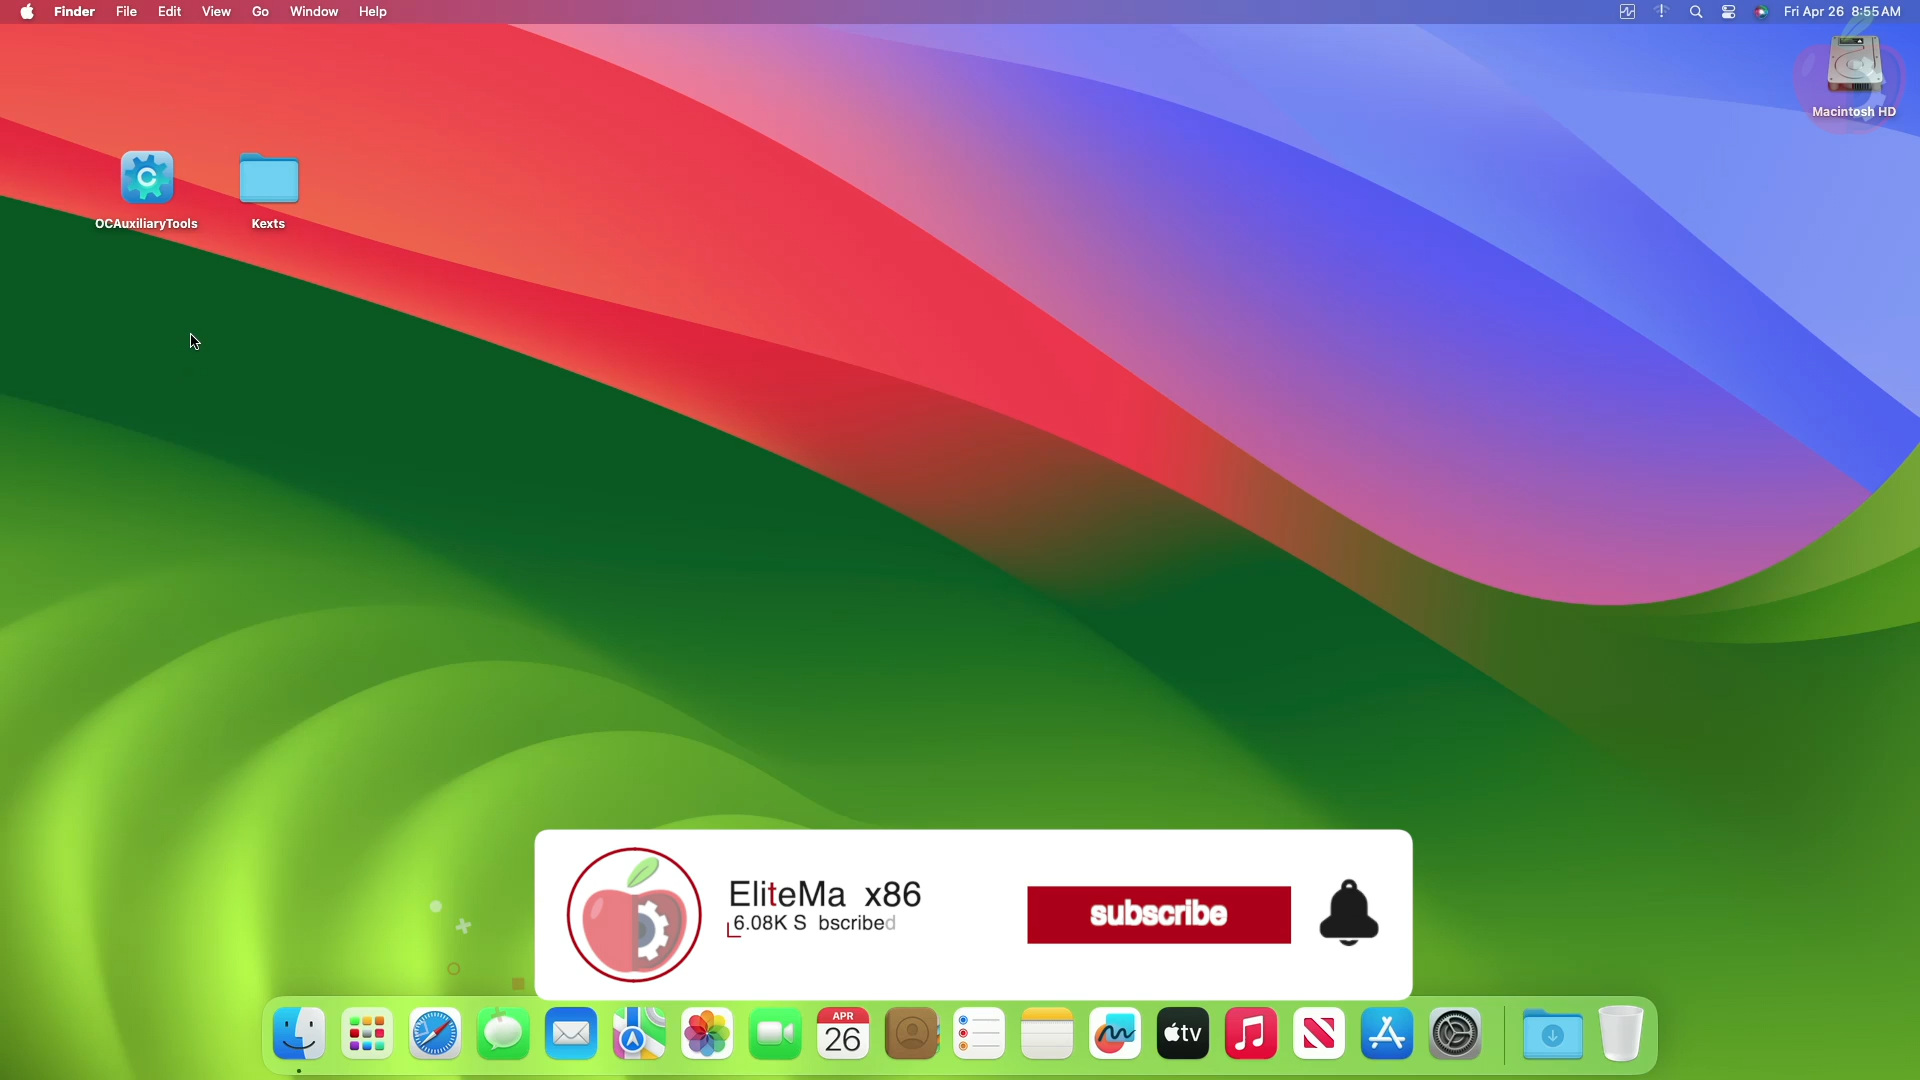 Finder File Edit View Go Window Help
Fri Apr 26 8:55 AM
Macintosh HD
OCAuxiliaryTools
Kexts
EliteMa x86
6.08K S bscribed
subscribe
APR
26
tv